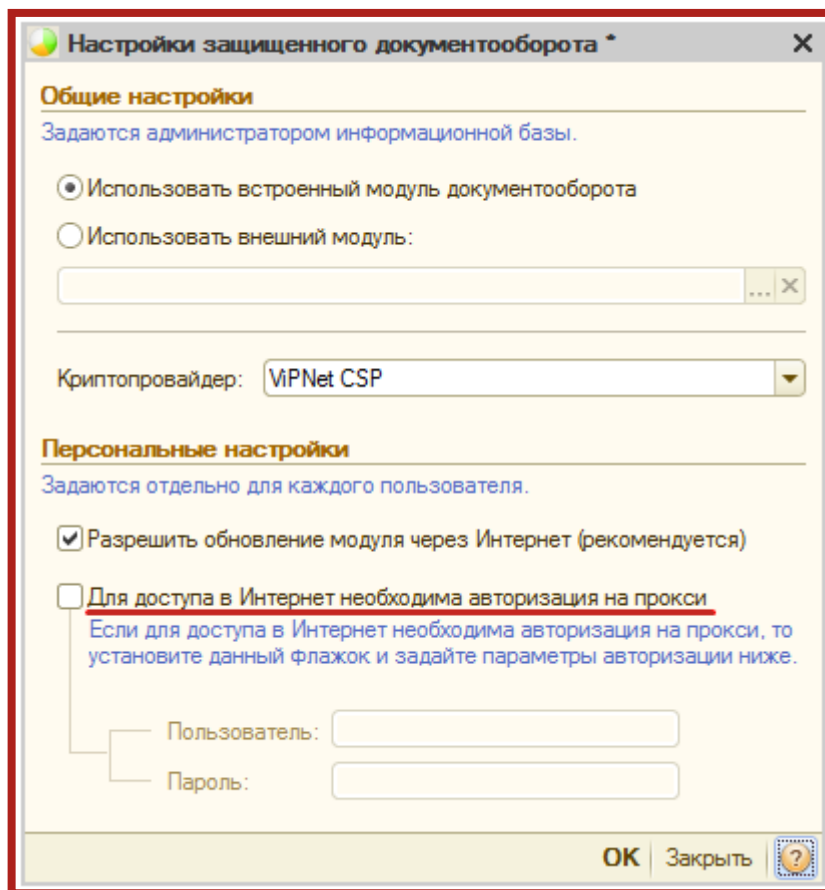 Настройки защищенного документооборота *
Общие настройки
Задаются администратором информационной базы.
Использовать встроенный модуль документооборота
Использовать внешний модуль:
...
Криптопровайдер: ViPNet CSP
Персональные настройки
Задаются отдельно для каждого пользователя.
Разрешить обновление модуля через Интернет (рекомендуется)
Для доступа в Интернет необходима авторизация на прокси
Если для доступа в Интернет необходима авторизация на прокси, то
установите данный флажок и задайте параметры авторизации ниже.
Пользователь:
Пароль:
OK Закрыть ?